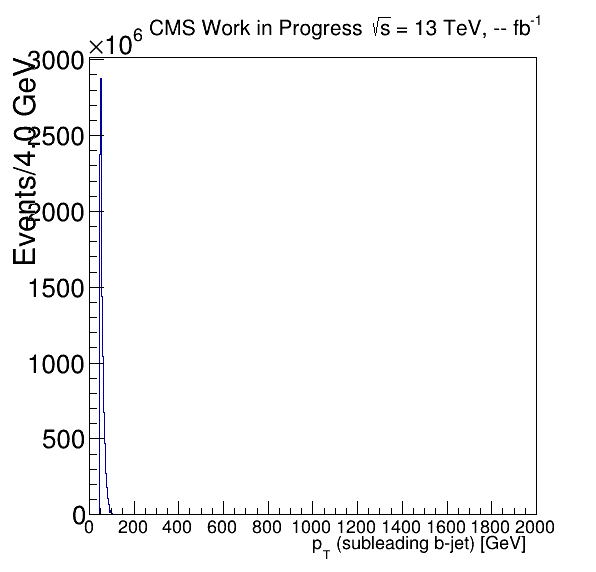 ×10⁶ CMS Work in Progress √s = 13 TeV, -- fb⁻¹
Events/4.0 GeV
3000
2500
2000
1500
1000
500
0
0 200 400 600 800 1000 1200 1400 1600 1800 2000
p_T (subleading b-jet) [GeV]